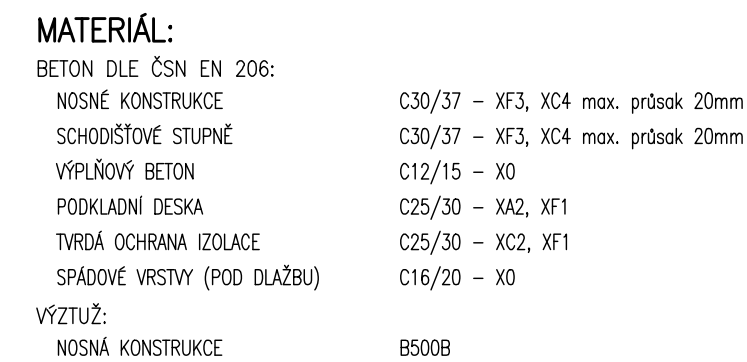 MATERIÁL:
BETON DLE ČSN EN 206:
NOSNÉ KONSTRUKCE C30/37 – XF3, XC4 max. průsak 20mm
SCHODIŠŤOVÉ STUPNĚ C30/37 – XF3, XC4 max. průsak 20mm
VÝPLŇOVÝ BETON C12/15 – X0
PODKLADNÍ DESKA C25/30 – XA2, XF1
TVRDÁ OCHRANA IZOLACE C25/30 – XC2, XF1
SPÁDOVÉ VRSTVY (POD DLAŽBU) C16/20 – X0
VÝZTUŽ:
NOSNÁ KONSTRUKCE B500B